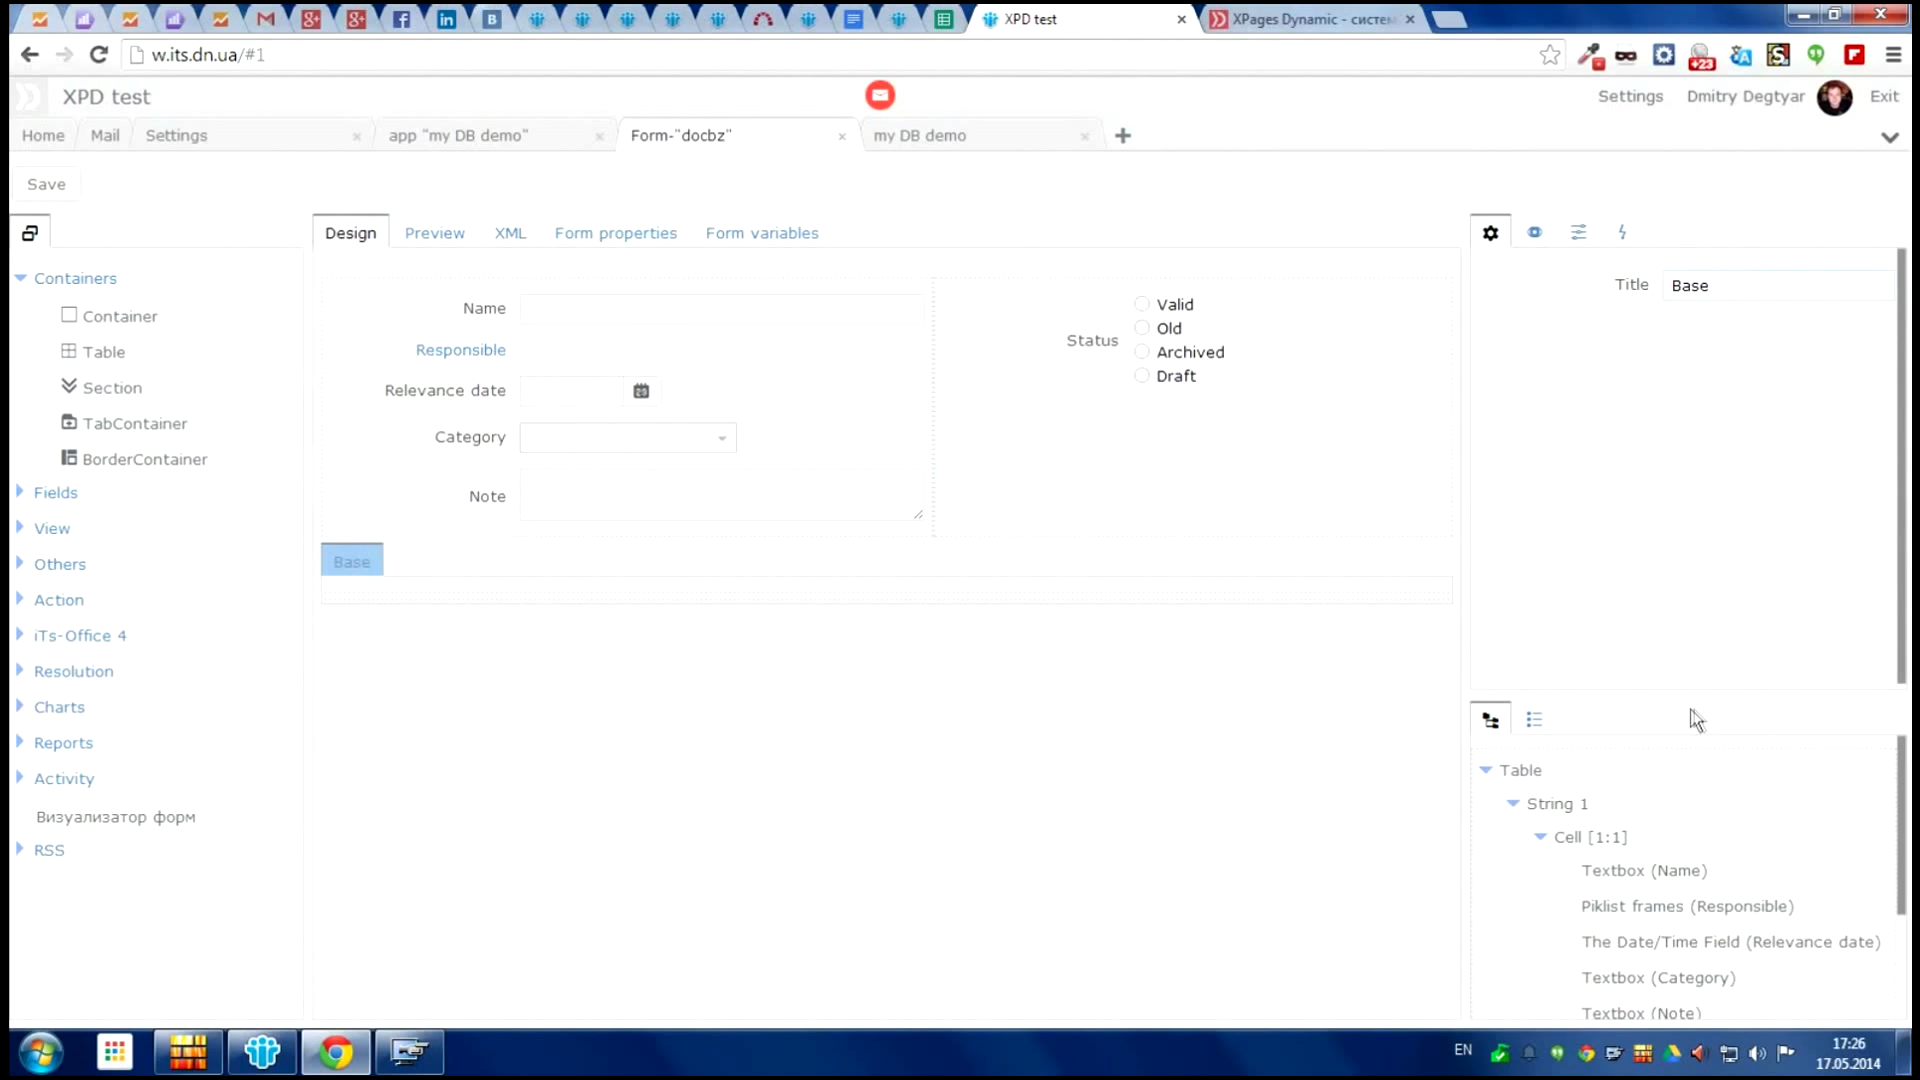 XPD test
XPages Dynamic - систем
w.its.dn.ua/#1
+23
XPD test
Settings
Dmitry Degtyar
Exit
Home
Mail
Settings
app "my DB demo"
Form-"docbz"
my DB demo
Save
Design
Preview
XML
Form properties
Form variables
Containers
Container
Table
Section
TabContainer
BorderContainer
Fields
View
Others
Action
iTs-Office 4
Resolution
Charts
Reports
Activity
Визуализатор форм
RSS
Name
Responsible
Relevance date
Category
Note
Status
Valid
Old
Archived
Draft
Base
Title
Base
Table
String 1
Cell [1:1]
Textbox (Name)
Piklist frames (Responsible)
The Date/Time Field (Relevance date)
Textbox (Category)
Textbox (Note)
EN
17:26
17.05.2014